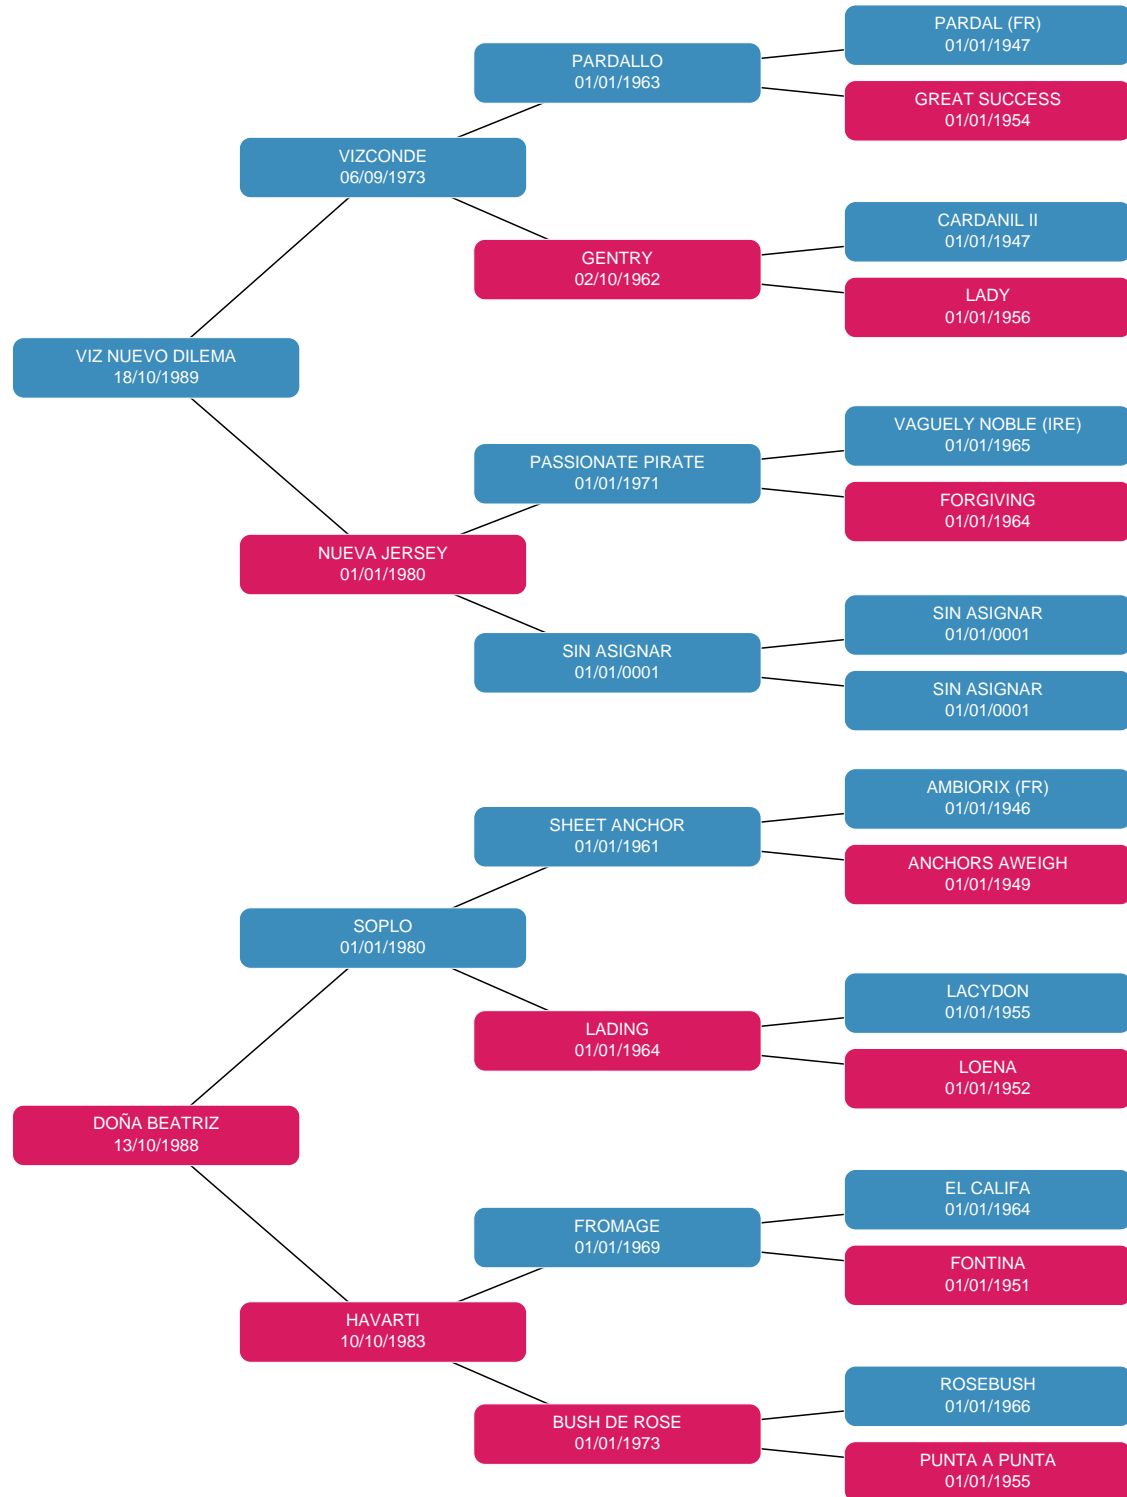 PARDAL (FR)
01/01/1947
PARDALLO
01/01/1963
GREAT SUCCESS
01/01/1954
VIZCONDE
06/09/1973
CARDANIL II
01/01/1947
GENTRY
02/10/1962
LADY
01/01/1956
VIZ NUEVO DILEMA
18/10/1989
VAGUELY NOBLE (IRE)
01/01/1965
PASSIONATE PIRATE
01/01/1971
FORGIVING
01/01/1964
NUEVA JERSEY
01/01/1980
SIN ASIGNAR
01/01/0001
SIN ASIGNAR
01/01/0001
SIN ASIGNAR
01/01/0001
AMBIORIX (FR)
01/01/1946
SHEET ANCHOR
01/01/1961
ANCHORS AWEIGH
01/01/1949
SOPLO
01/01/1980
LACYDON
01/01/1955
LADING
01/01/1964
LOENA
01/01/1952
DOÑA BEATRIZ
13/10/1988
EL CALIFA
01/01/1964
FROMAGE
01/01/1969
FONTINA
01/01/1951
HAVARTI
10/10/1983
ROSEBUSH
01/01/1966
BUSH DE ROSE
01/01/1973
PUNTA A PUNTA
01/01/1955